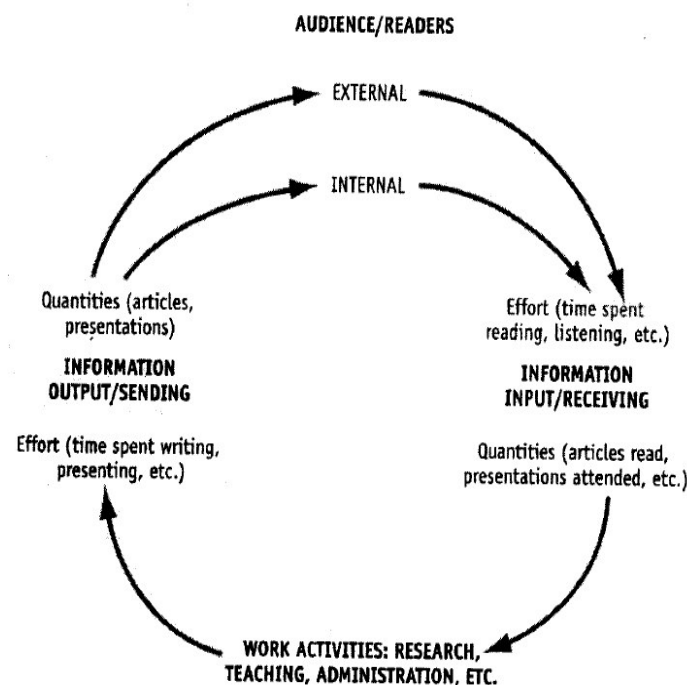 AUDIENCE/READERS
EXTERNAL
INTERNAL
Quantities (articles,
presentations)
INFORMATION
OUTPUT/SENDING
Effort (time spent writing,
presenting, etc.)
Effort (time spent
reading, listening, etc.)
INFORMATION
INPUT/RECEIVING
Quantities (articles read,
presentations attended, etc.)
WORK ACTIVITIES: RESEARCH,
TEACHING, ADMINISTRATION, ETC.